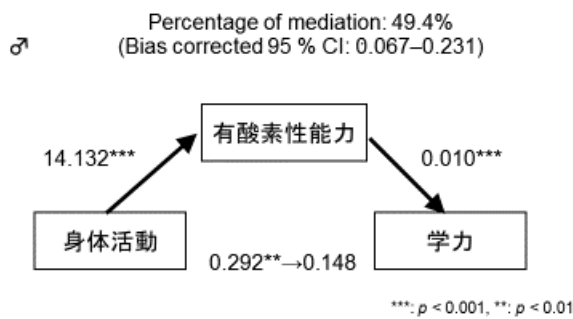 Percentage of mediation: 49.4%
♂ (Bias corrected 95 % CI: 0.067–0.231)
有酸素性能力
14.132*** 0.010***
身体活動 学力
0.292**→0.148
***: p < 0.001, **: p < 0.01